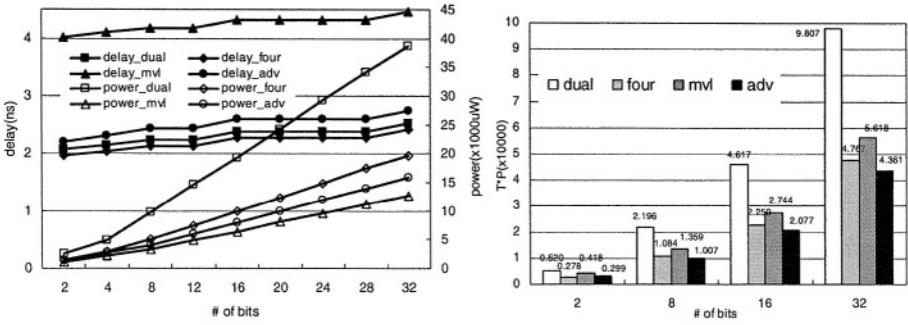 delay(ns)
4
3
2
1
0
45
40
35
30
25
20
15
10
5
0
power(x1000uW)
delay_dual
delay_four
delay_mvl
delay_adv
power_dual
power_four
power_mvl
power_adv
2 4 8 12 16 20 24 28 32
# of bits
T*P(x10000)
10
9
8
7
6
5
4
3
2
1
0
dual four mvl adv
0.520
0.278
0.418
0.299
2.196
1.084
1.359
1.007
4.617
2.250
2.744
2.077
9.807
4.767
5.618
4.361
2 8 16 32
# of bits